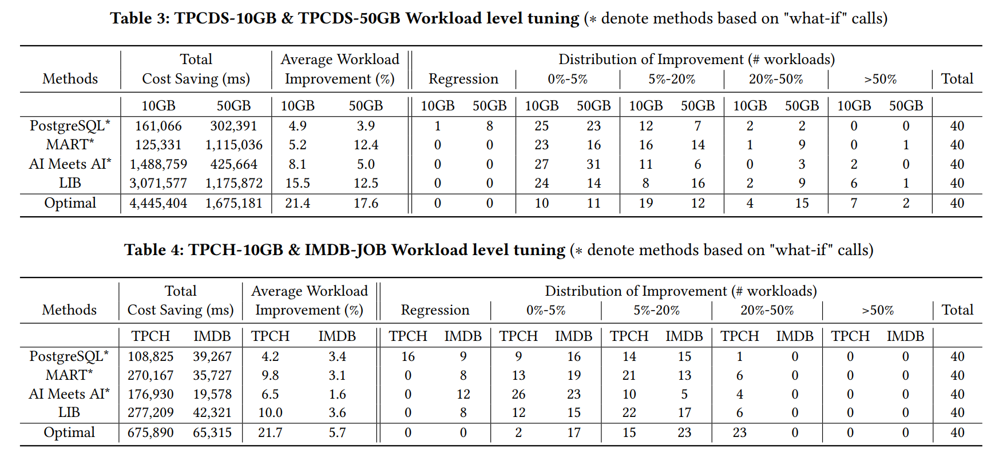 Table 3: TPCDS-10GB & TPCDS-50GB Workload level tuning (∗ denote methods based on "what-if" calls)
Total Average Workload Distribution of Improvement (# workloads)
Methods Cost Saving (ms) Improvement (%) Regression 0%-5% 5%-20% 20%-50% >50% Total
10GB 50GB 10GB 50GB 10GB 50GB 10GB 50GB 10GB 50GB 10GB 50GB 10GB 50GB
PostgreSQL* 161,066 302,391 4.9 3.9 1 8 25 23 12 7 2 2 0 0 40
MART* 125,331 1,115,036 5.2 12.4 0 0 23 16 16 14 1 9 0 1 40
AI Meets AI* 1,488,759 425,664 8.1 5.0 0 0 27 31 11 6 0 3 2 0 40
LIB 3,071,577 1,175,872 15.5 12.5 0 0 24 14 8 16 2 9 6 1 40
Optimal 4,445,404 1,675,181 21.4 17.6 0 0 10 11 19 12 4 15 7 2 40
Table 4: TPCH-10GB & IMDB-JOB Workload level tuning (∗ denote methods based on "what-if" calls)
Total Average Workload Distribution of Improvement (# workloads)
Methods Cost Saving (ms) Improvement (%) Regression 0%-5% 5%-20% 20%-50% >50% Total
TPCH IMDB TPCH IMDB TPCH IMDB TPCH IMDB TPCH IMDB TPCH IMDB TPCH IMDB
PostgreSQL* 108,825 39,267 4.2 3.4 16 9 9 16 14 15 1 0 0 0 40
MART* 270,167 35,727 9.8 3.1 0 8 13 19 21 13 6 0 0 0 40
AI Meets AI* 176,930 19,578 6.5 1.6 0 12 26 23 10 5 4 0 0 0 40
LIB 277,209 42,321 10.0 3.6 0 8 12 15 22 17 6 0 0 0 40
Optimal 675,890 65,315 21.7 5.7 0 0 2 17 15 23 23 0 0 0 40